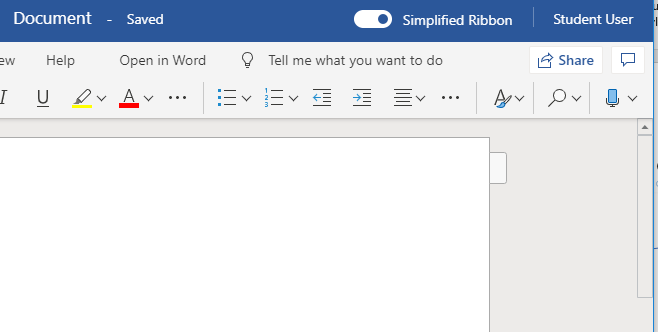 Document - Saved Simplified Ribbon Student User
ew Help Open in Word Tell me what you want to do Share
I U A